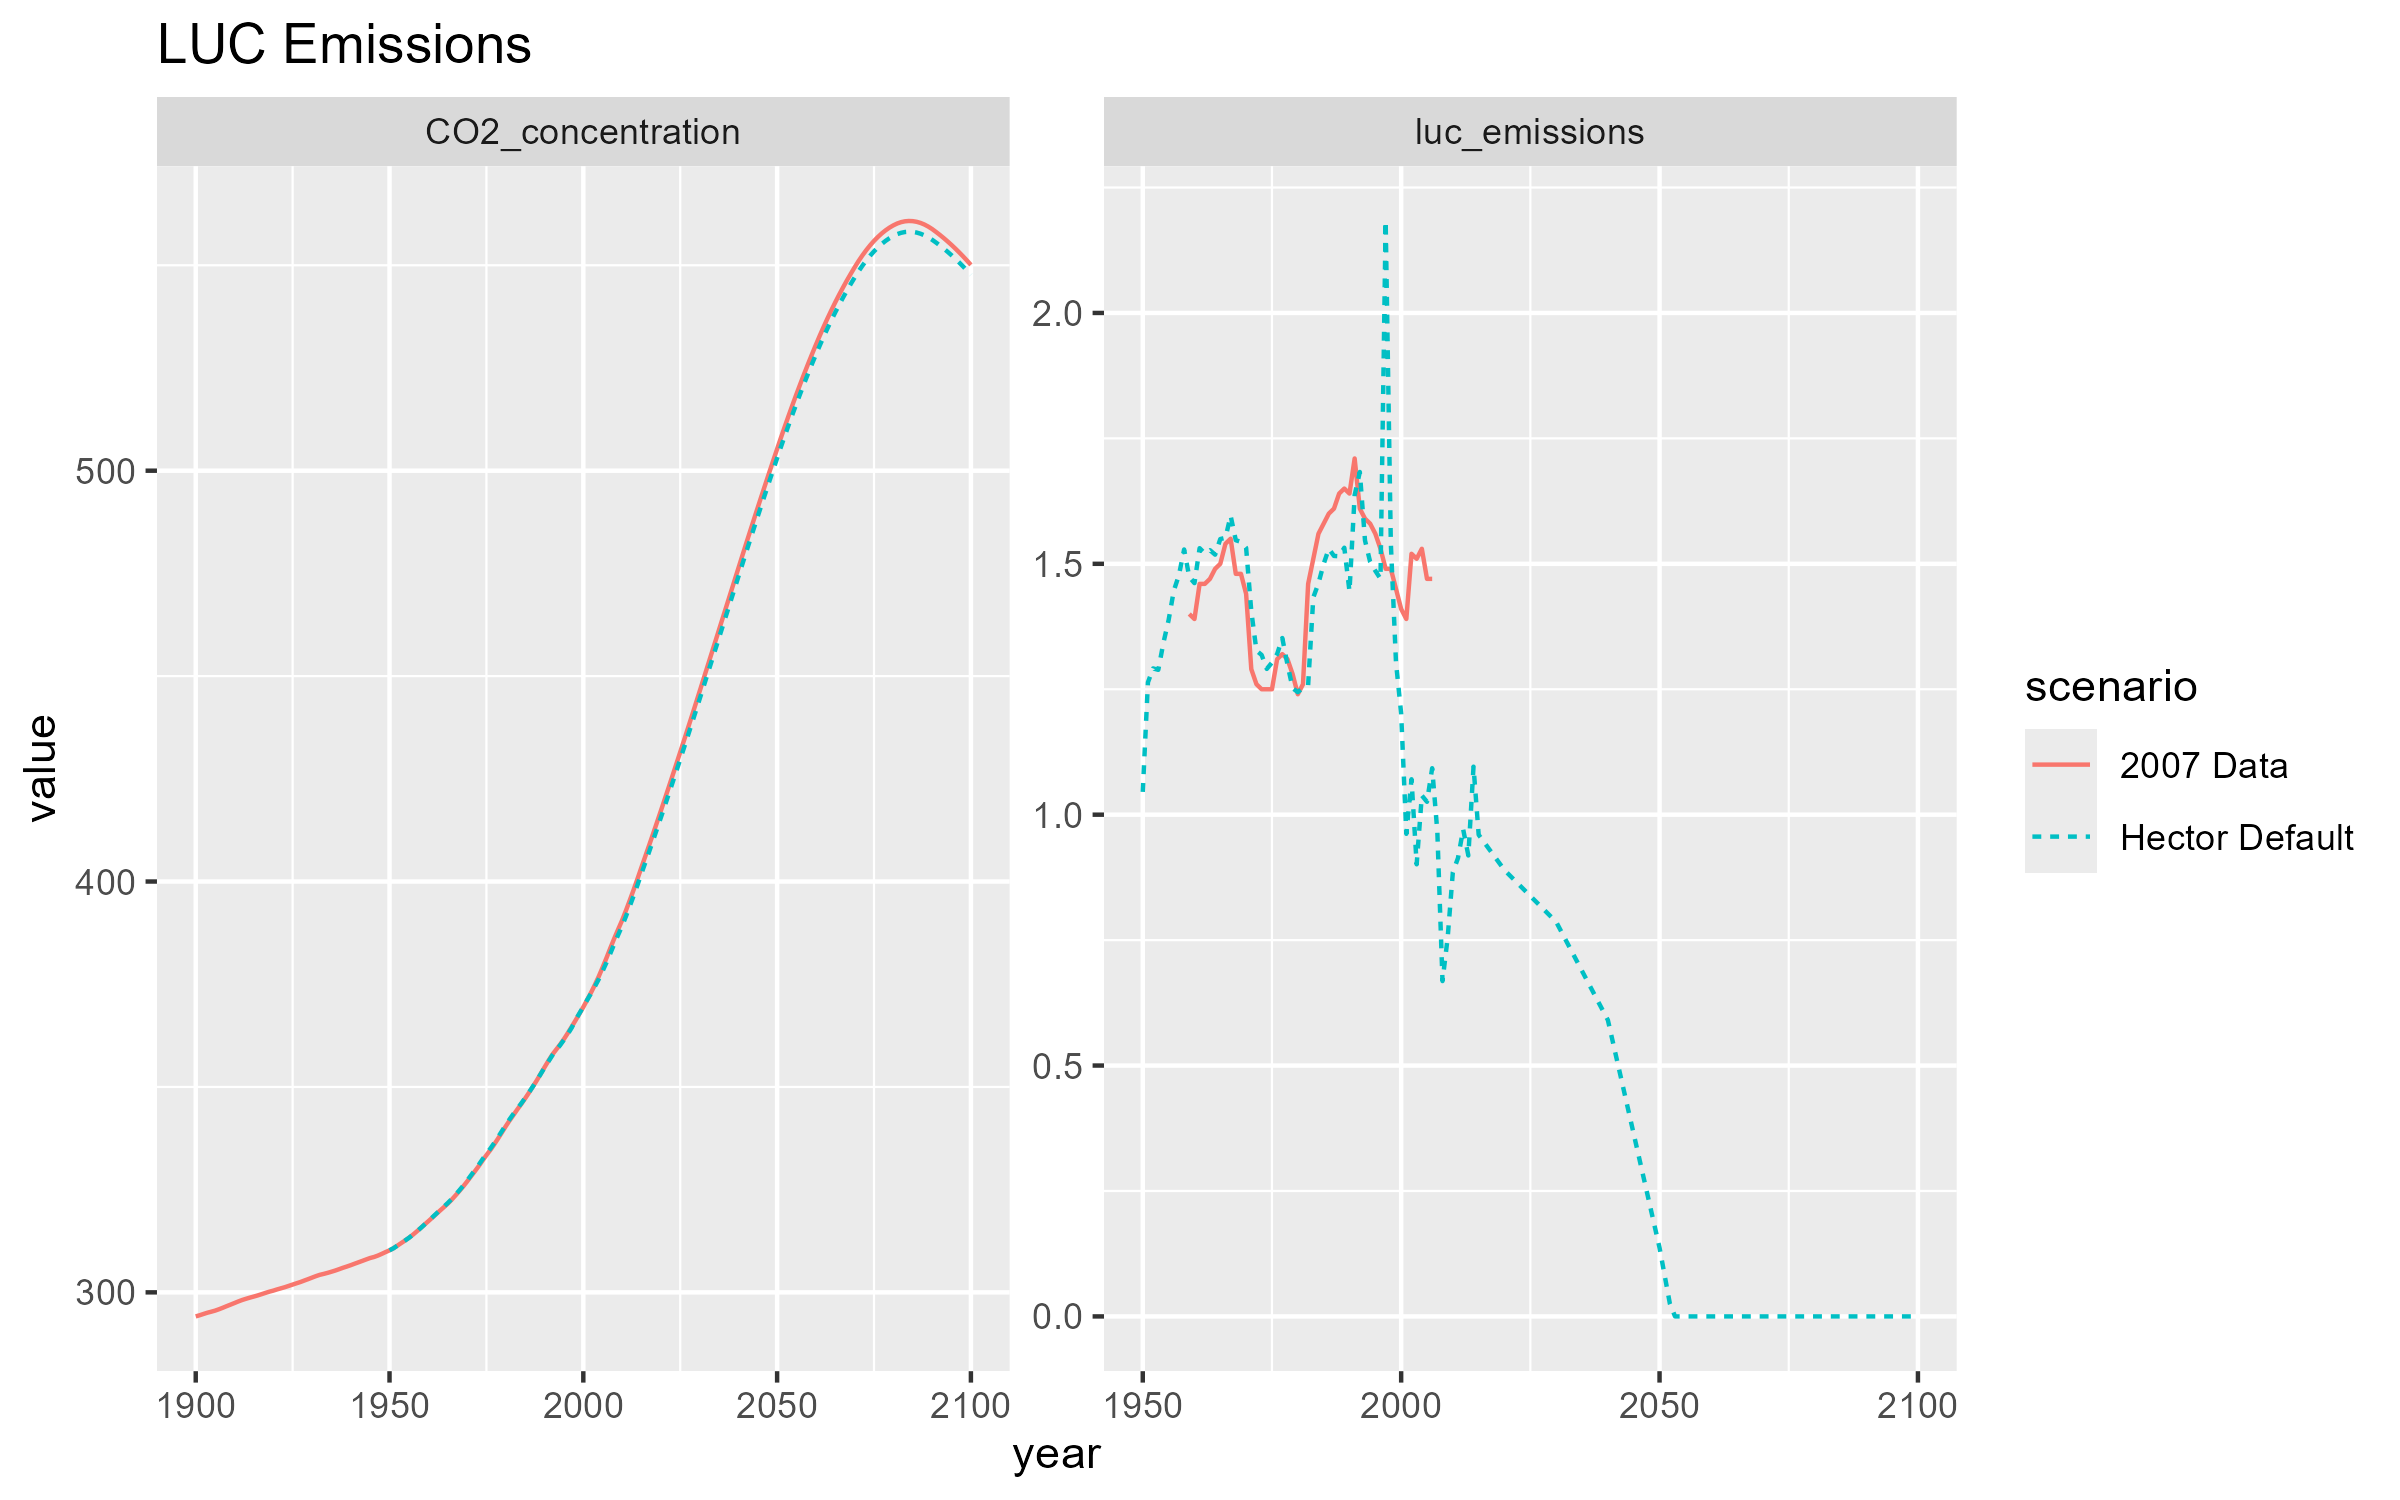 LUC Emissions
CO2_concentration
luc_emissions
value
500
400
300
2.0
1.5
1.0
0.5
0.0
1900 1950 2000 2050 2100
1950 2000 2050 2100
year
scenario
2007 Data
Hector Default